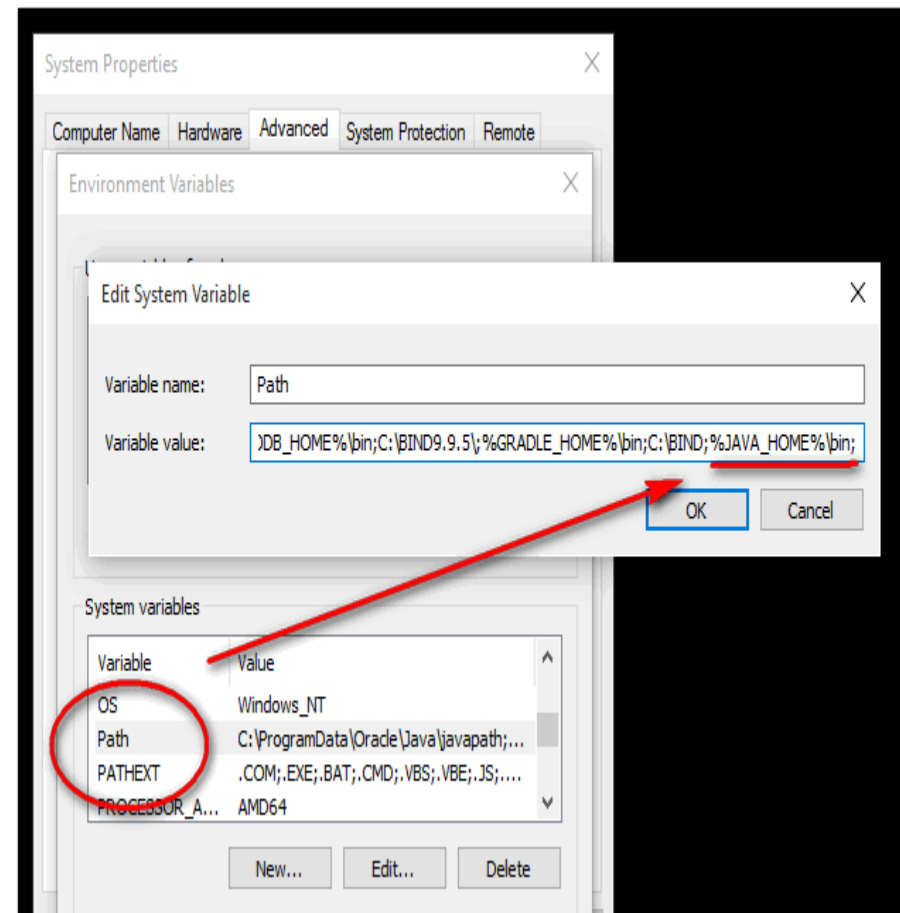 System Properties
Computer Name Hardware Advanced System Protection Remote
Environment Variables
Edit System Variable
Variable name: Path
Variable value: DB_HOME%\bin;C:\BIND9.9.5\;%GRADLE_HOME%\bin;C:\BIND;%JAVA_HOME%\bin;
OK Cancel
System variables
Variable Value
OS Windows_NT
Path C:\ProgramData\Oracle\Java\javapath;...
PATHEXT .COM;.EXE;.BAT;.CMD;.VBS;.VBE;.JS;....
PROCESSOR_A... AMD64
New... Edit... Delete